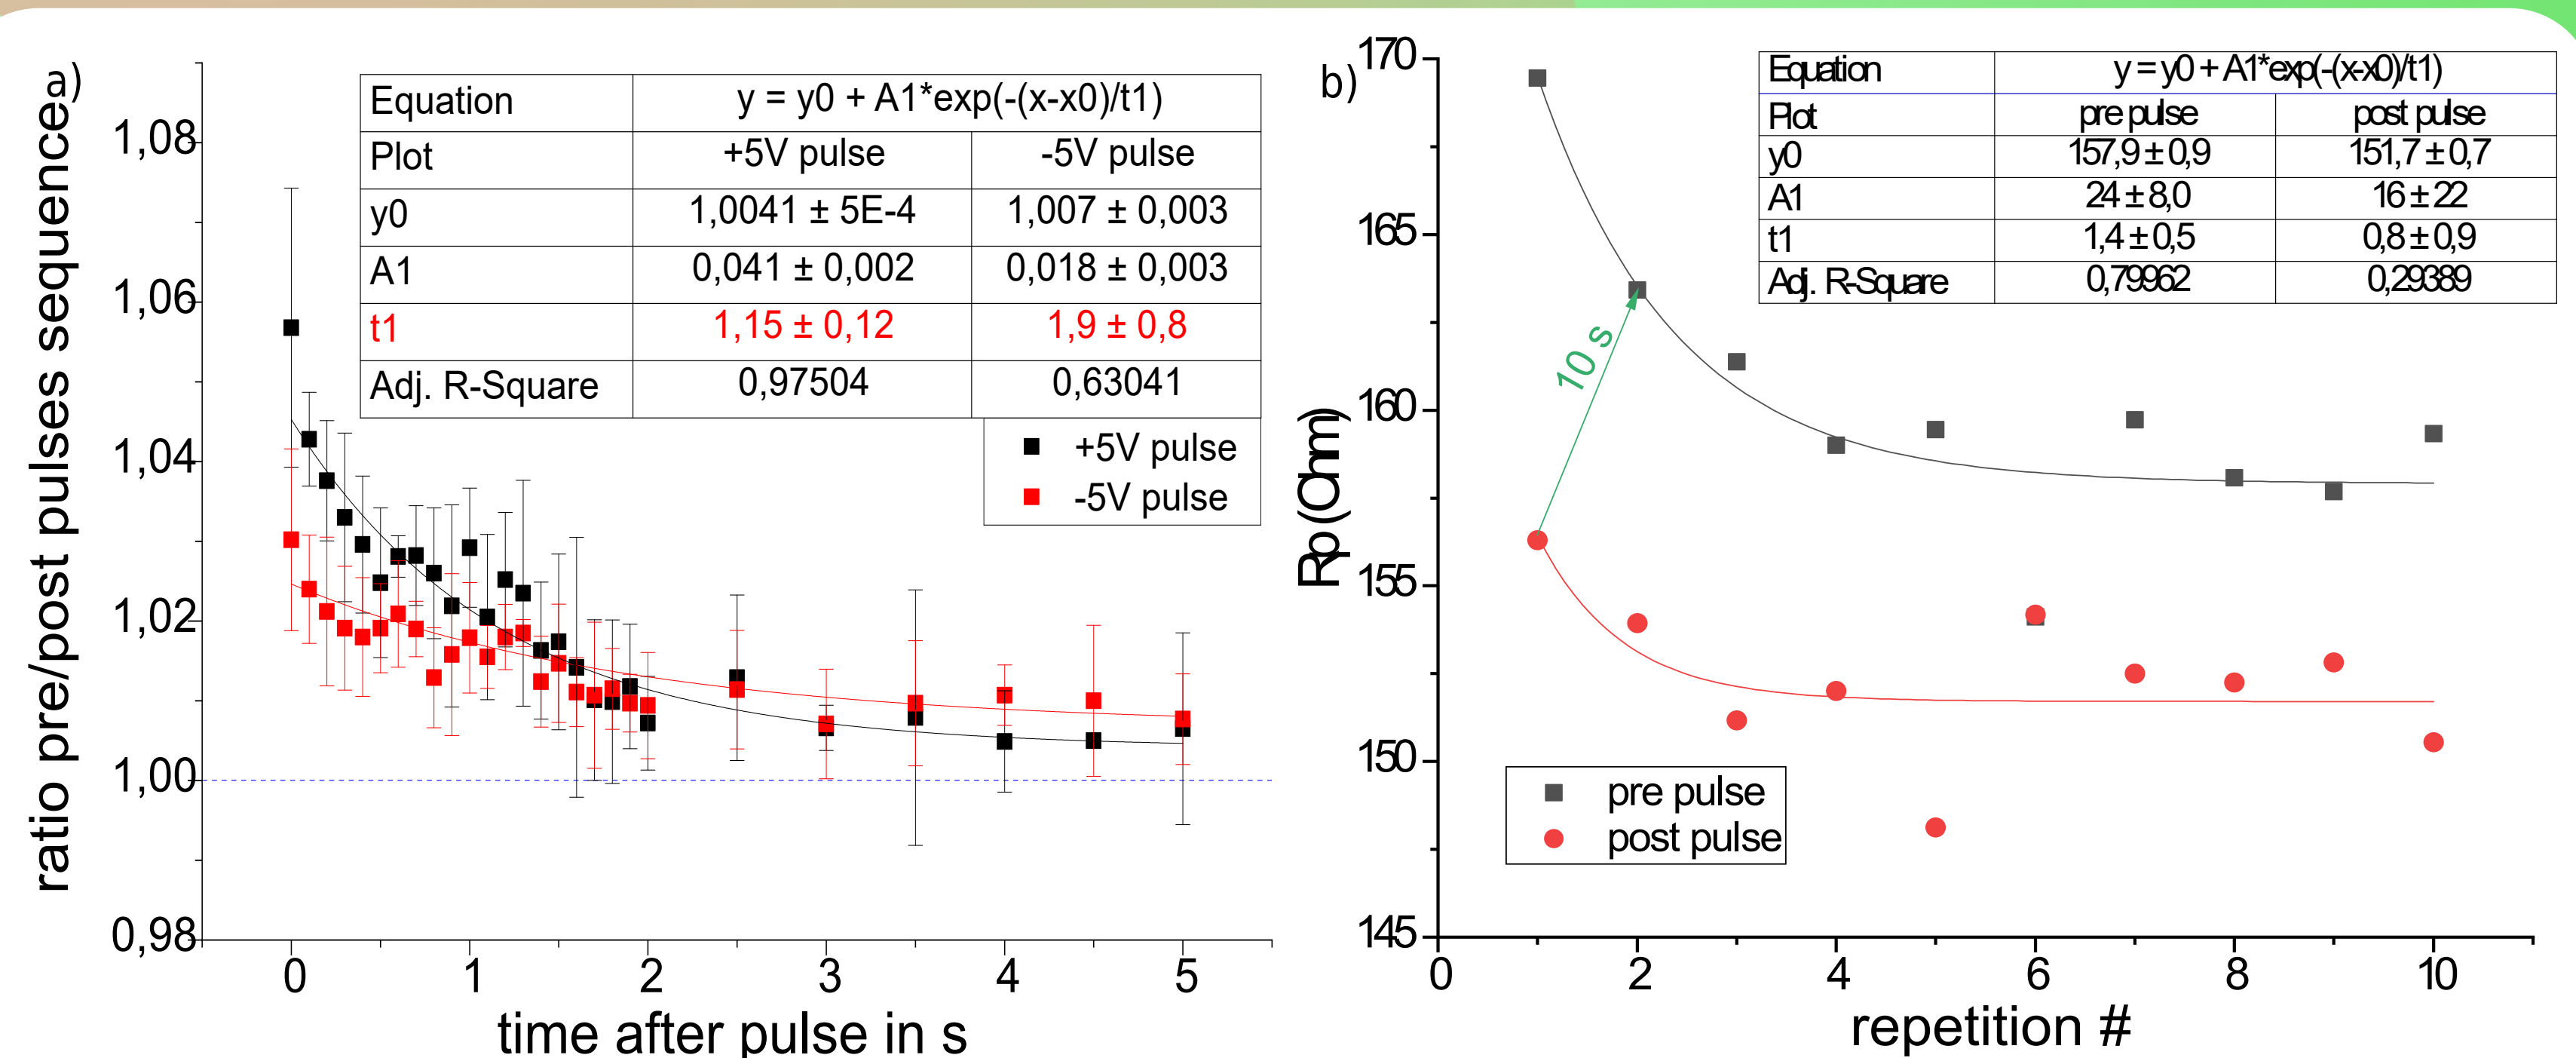 a)
ratio pre/post pulses sequence
1,08
1,06
1,04
1,02
1,00
0,98
Equation y = y0 + A1*exp(-(x-x0)/t1)
Plot +5V pulse -5V pulse
y0 1,0041 ± 5E-4 1,007 ± 0,003
A1 0,041 ± 0,002 0,018 ± 0,003
t1 1,15 ± 0,12 1,9 ± 0,8
Adj. R-Square 0,97504 0,63041
+5V pulse
-5V pulse
0 1 2 3 4 5
time after pulse in s
b)
Rp (Ohm)
170
165
160
155
150
145
Equation y = y0 + A1*exp(-(x-x0)/t1)
Plot pre pulse post pulse
y0 157,9 ± 0,9 151,7 ± 0,7
A1 24 ± 8,0 16 ± 22
t1 1,4 ± 0,5 0,8 ± 0,9
Adj. R-Square 0,79962 0,29389
10 s
pre pulse
post pulse
0 2 4 6 8 10
repetition #